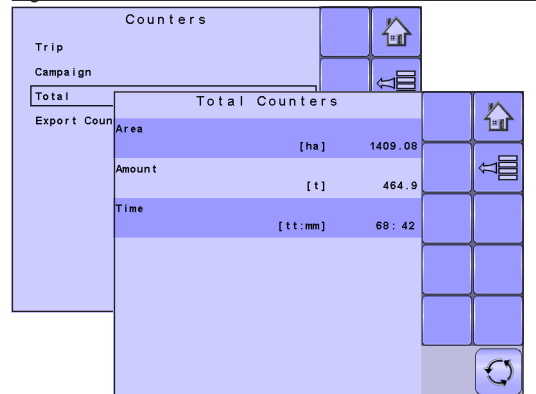 Counters
Trip
Campaign
Total
Export Coun
Total Counters
Area
[ha] 1409.08
Amount
[t] 464.9
Time
[tt:mm] 68: 42